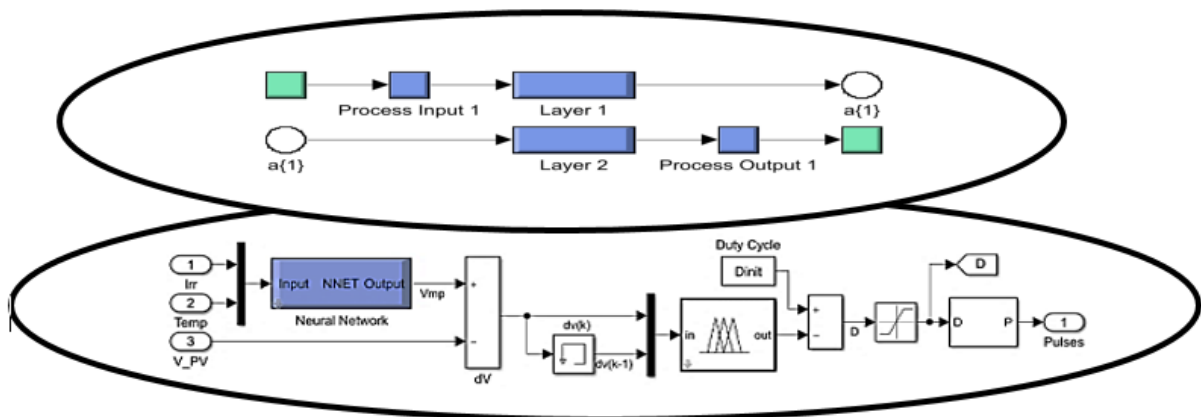 Process Input 1
Layer 1
a{1}
a{1}
Layer 2
Process Output 1
1
Irr
2
Temp
3
V_PV
Input NNET Output
Neural Network
Vmp
+
−
dV
dv(k)
dv(k-1)
in
out
Duty Cycle
Dinit
+
−
D
D
D
P
1
Pulses